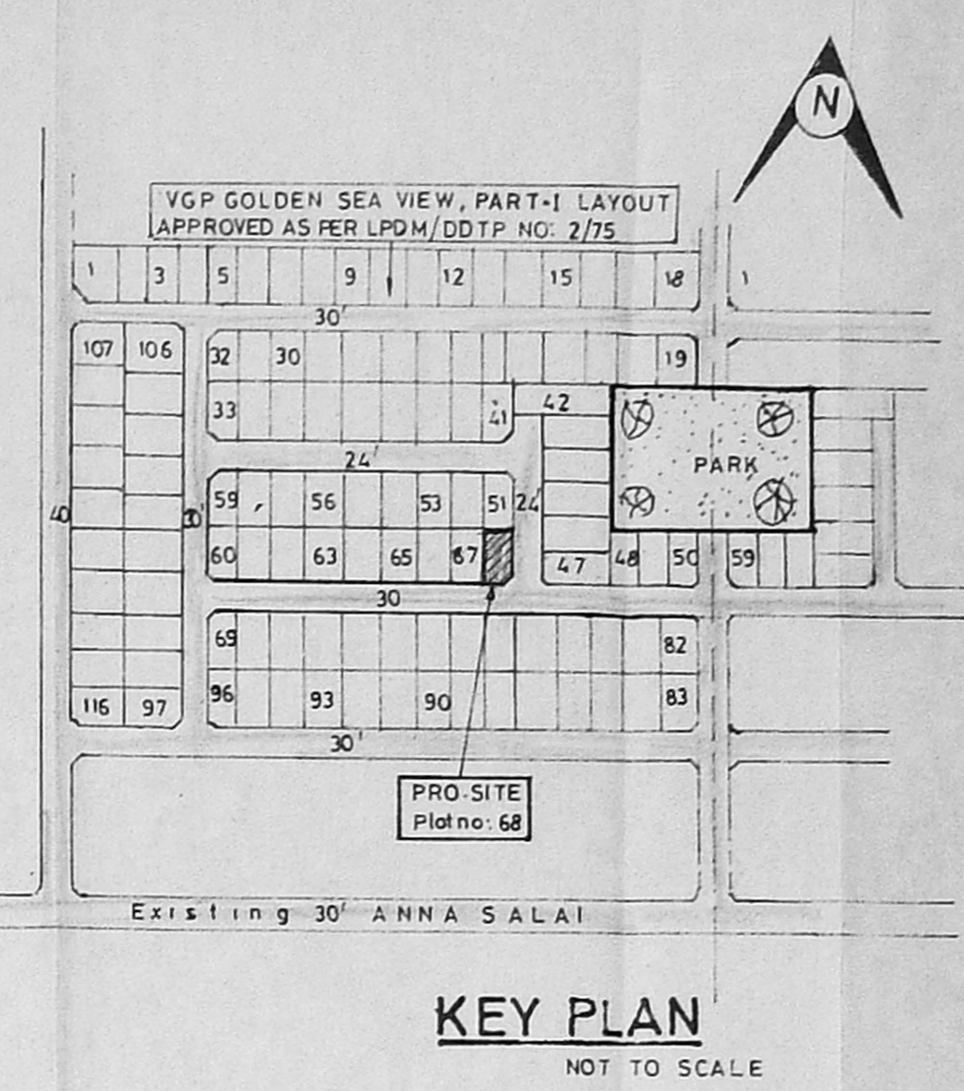 N
VGP GOLDEN SEA VIEW, PART-I LAYOUT
APPROVED AS PER LPDM/DDTP NO: 2/75
1 3 5 9 12 15 18 1
30'
107 106 32 30 19
33 41 42
24'
PARK
59 56 53 51 24'
40 30'
60 63 65 67 47 48 50 59
30
69 82
96 93 90 83
116 97
30'
PRO-SITE
Plot no: 68
Existing 30' ANNA SALAI
KEY PLAN
NOT TO SCALE